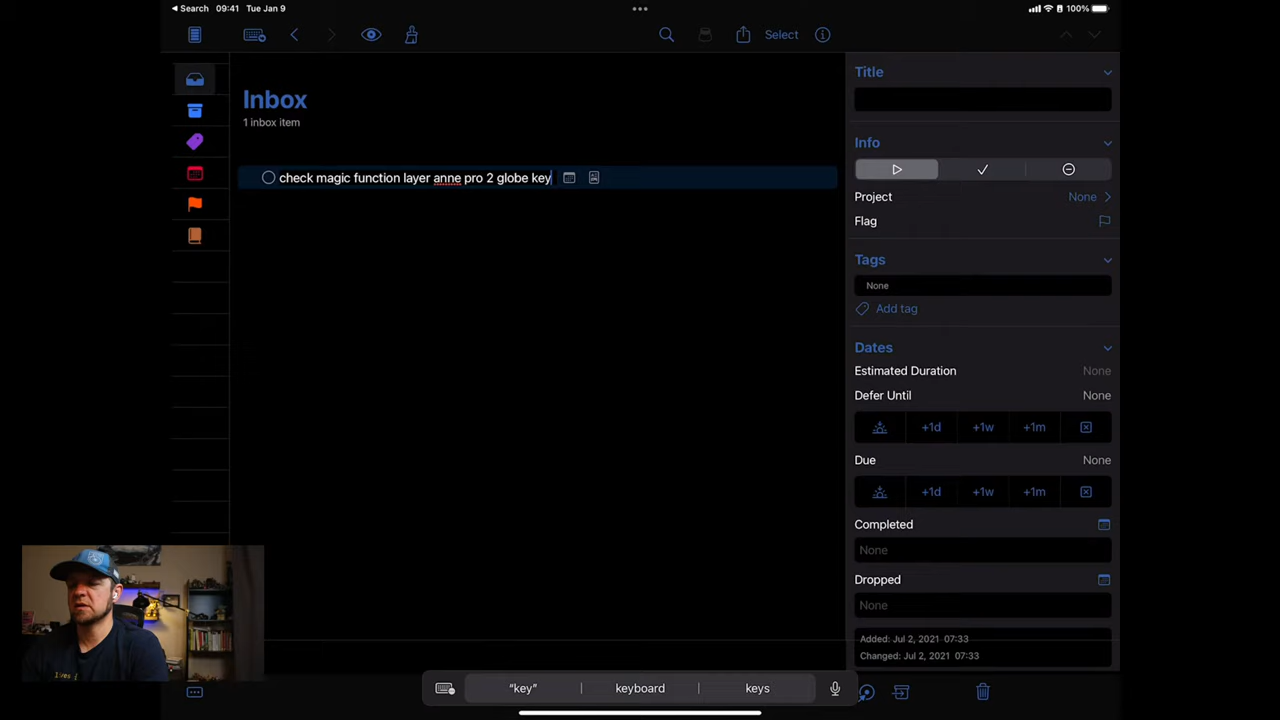 Search 09:41 Tue Jan 9
100%
Select
Inbox
1 inbox item
check magic function layer anne pro 2 globe key
Title
Info
Project None
Flag
Tags
None
Add tag
Dates
Estimated Duration None
Defer Until None
+1d +1w +1m
Due None
+1d +1w +1m
Completed
None
Dropped
None
Added: Jul 2, 2021 07:33
Changed: Jul 2, 2021 07:33
“key” keyboard keys
lives